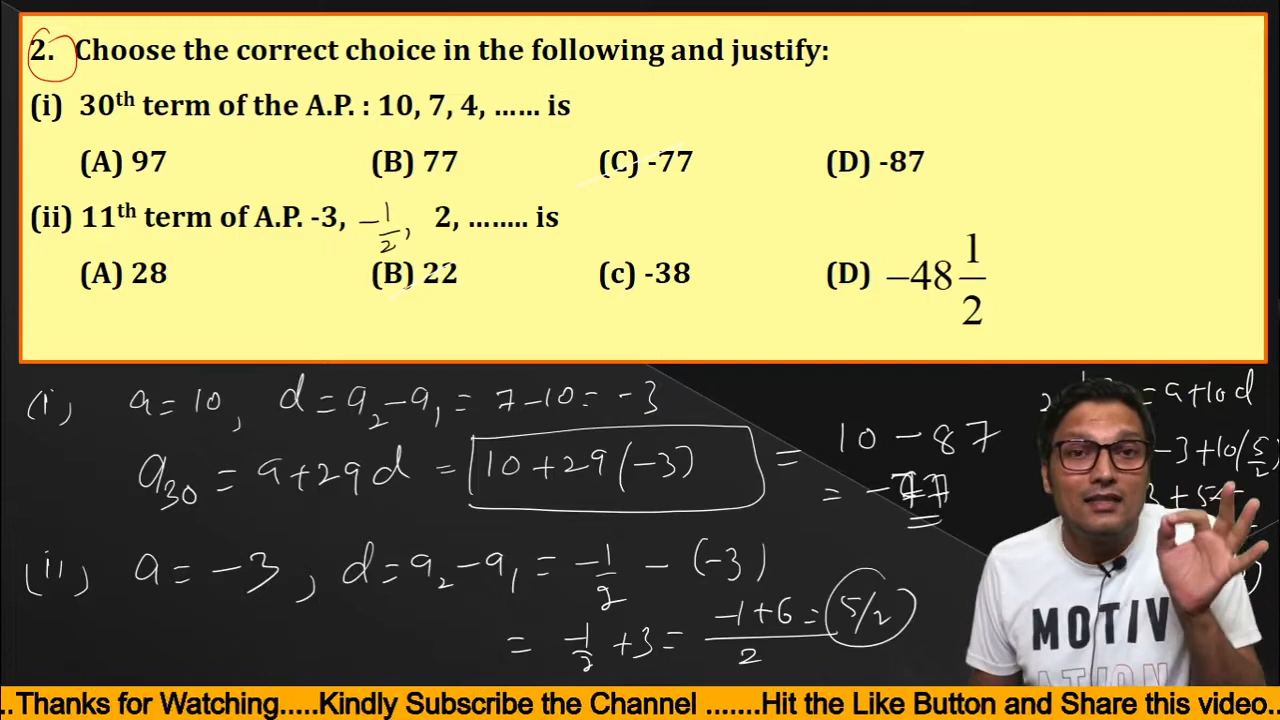 2. Choose the correct choice in the following and justify:
(i) 30th term of the A.P. : 10, 7, 4, ...... is
(A) 97 (B) 77 (C) -77 (D) -87
(ii) 11th term of A.P. -3, -1/2, 2, ........ is
(A) 28 (B) 22 (c) -38 (D) -48 1/2
(i) a = 10, d = a2 - a1 = 7 - 10 = -3
a30 = a + 29d = 10 + 29(-3) = 10 - 87
= -77
(ii) a = -3, d = a2 - a1 = -1/2 - (-3)
= -1/2 + 3 = -1+6/2 = 5/2
= a + 10d
-3 + 10(5/2)
MOTIV
ATION
..Thanks for Watching.....Kindly Subscribe the Channel .......Hit the Like Button and Share this video..